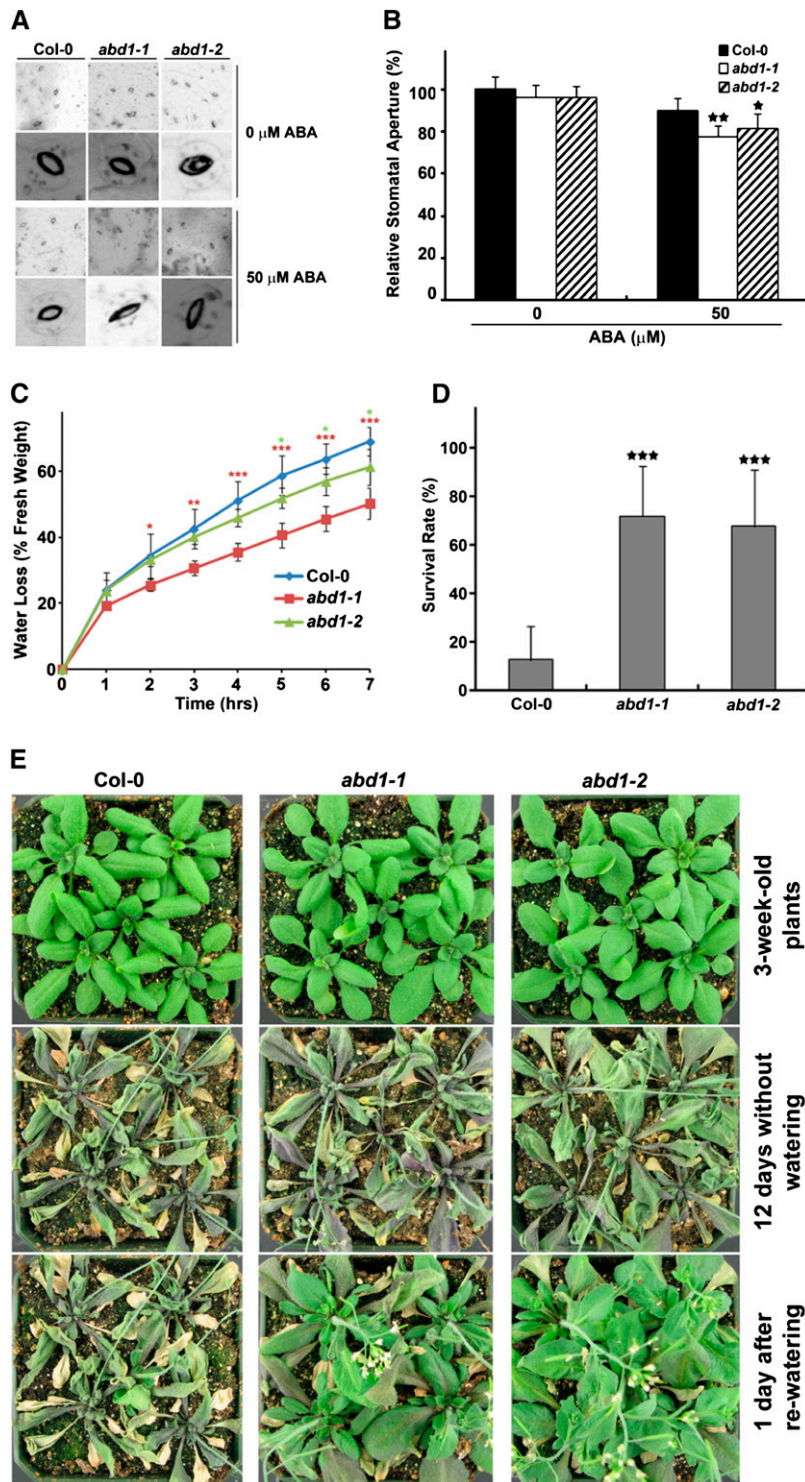 A
Col-0 abd1-1 abd1-2
0 μM ABA
50 μM ABA
B
Relative Stomatal Aperture (%)
100
80
60
40
20
0
Col-0
abd1-1
abd1-2
★★
★
0 50
ABA (μM)
C
Water Loss (% Fresh Weight)
60
40
20
0
* ** *** *** *** ***
* * *
Col-0
abd1-1
abd1-2
0 1 2 3 4 5 6 7
Time (hrs)
D
Survival Rate (%)
100
80
60
40
20
0
★★★
★★★
Col-0 abd1-1 abd1-2
E
Col-0 abd1-1 abd1-2
3-week-old
plants
12 days without
watering
1 day after
re-watering